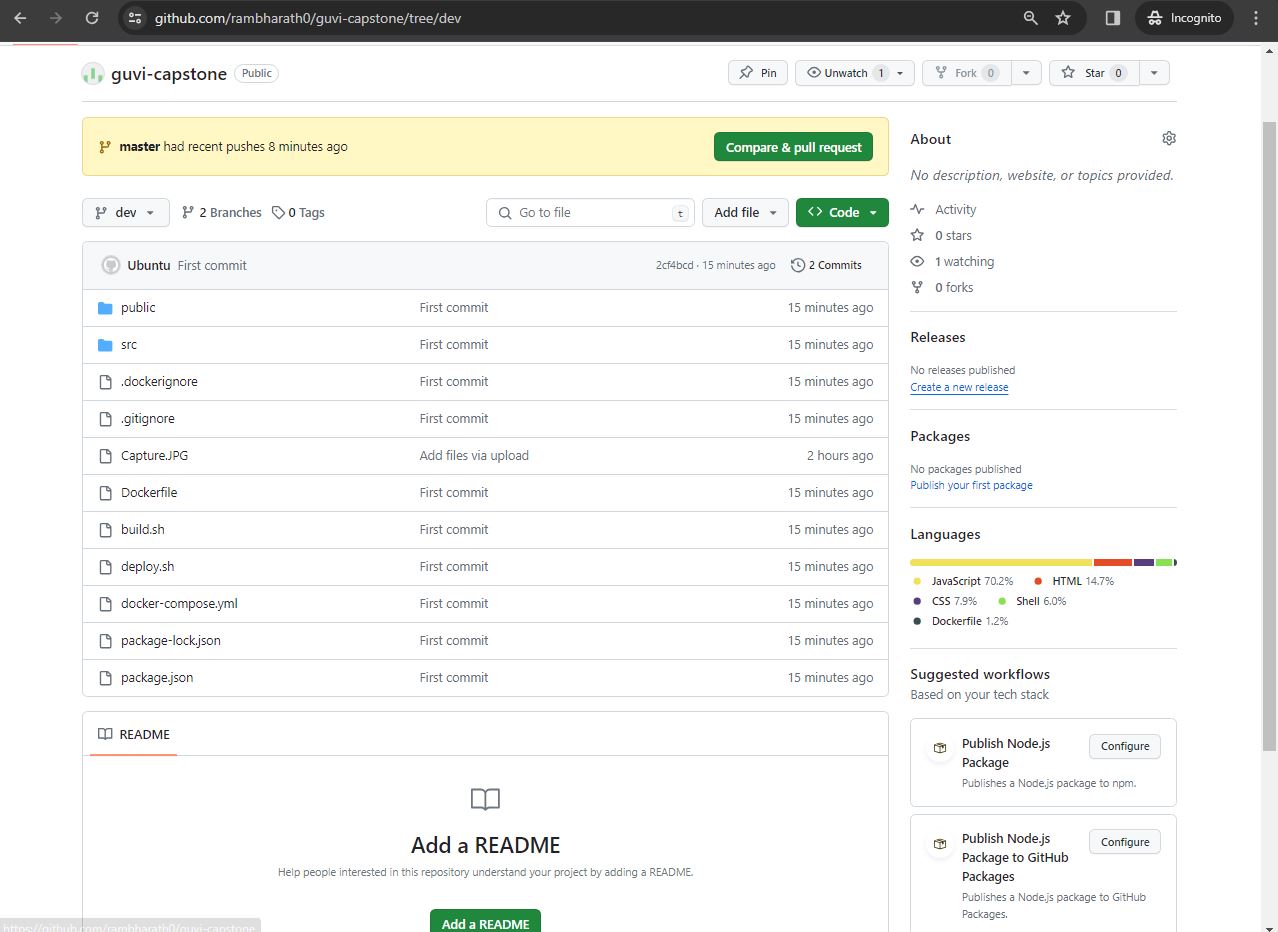 github.com/rambharath0/guvi-capstone/tree/dev
Incognito
guvi-capstone Public
Pin
Unwatch 1
Fork 0
Star 0
master had recent pushes 8 minutes ago
Compare & pull request
dev
2 Branches
0 Tags
Go to file
t
Add file
Code
Ubuntu First commit
2cf4bcd · 15 minutes ago
2 Commits
public First commit 15 minutes ago
src First commit 15 minutes ago
.dockerignore First commit 15 minutes ago
.gitignore First commit 15 minutes ago
Capture.JPG Add files via upload 2 hours ago
Dockerfile First commit 15 minutes ago
build.sh First commit 15 minutes ago
deploy.sh First commit 15 minutes ago
docker-compose.yml First commit 15 minutes ago
package-lock.json First commit 15 minutes ago
package.json First commit 15 minutes ago
README
Add a README
Help people interested in this repository understand your project by adding a README.
Add a README
https://github.com/rambharath0/guvi-capstone
About
No description, website, or topics provided.
Activity
0 stars
1 watching
0 forks
Releases
No releases published
Create a new release
Packages
No packages published
Publish your first package
Languages
JavaScript 70.2% HTML 14.7%
CSS 7.9% Shell 6.0%
Dockerfile 1.2%
Suggested workflows
Based on your tech stack
Publish Node.js
Package
Configure
Publishes a Node.js package to npm.
Publish Node.js
Package to GitHub
Packages
Configure
Publishes a Node.js package to GitHub
Packages.